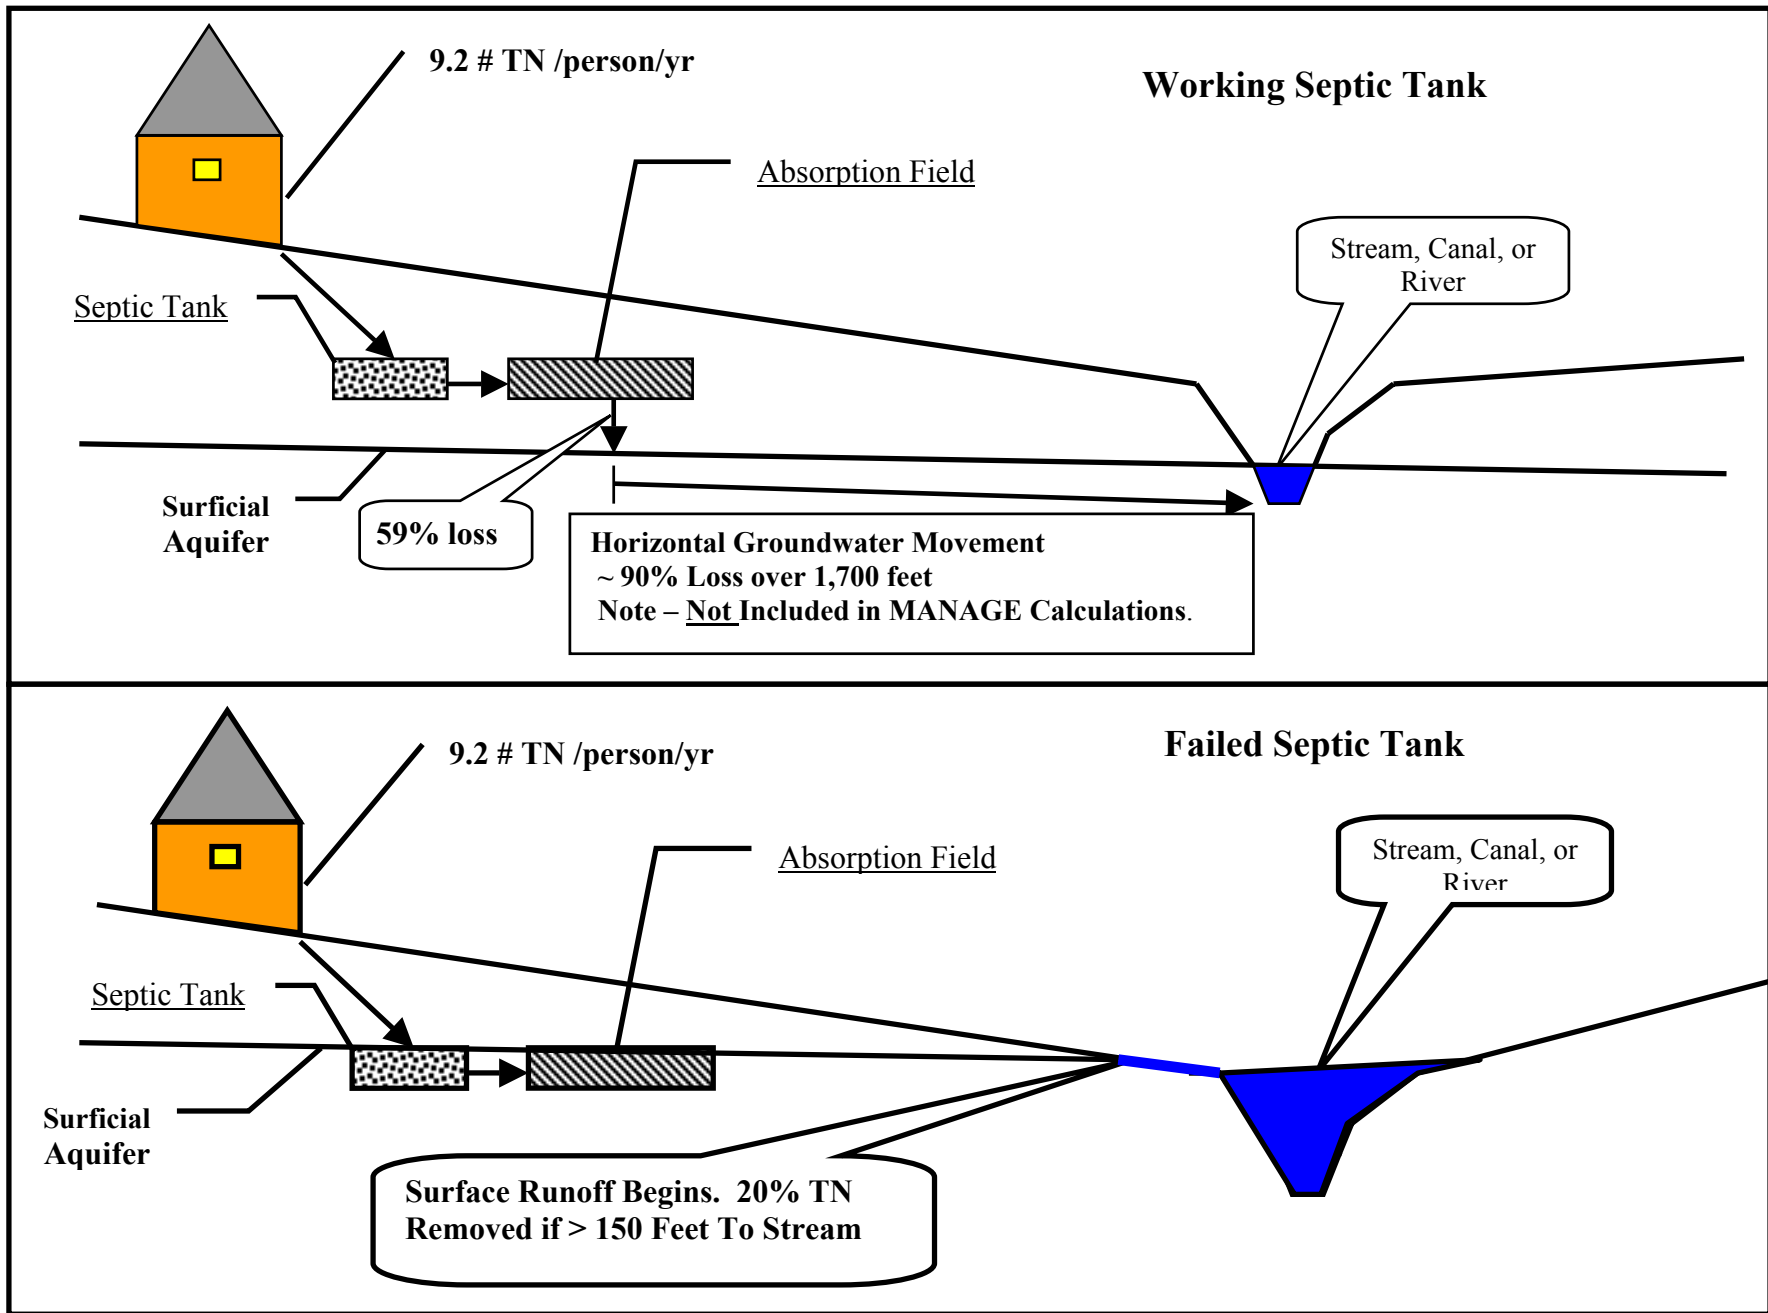 9.2 # TN /person/yr
Working Septic Tank
Absorption Field
Stream, Canal, or
River
Septic Tank
Surficial
Aquifer
59% loss
Horizontal Groundwater Movement
~ 90% Loss over 1,700 feet
Note – Not Included in MANAGE Calculations.
9.2 # TN /person/yr
Failed Septic Tank
Absorption Field
Stream, Canal, or
River
Septic Tank
Surficial
Aquifer
Surface Runoff Begins. 20% TN
Removed if > 150 Feet To Stream